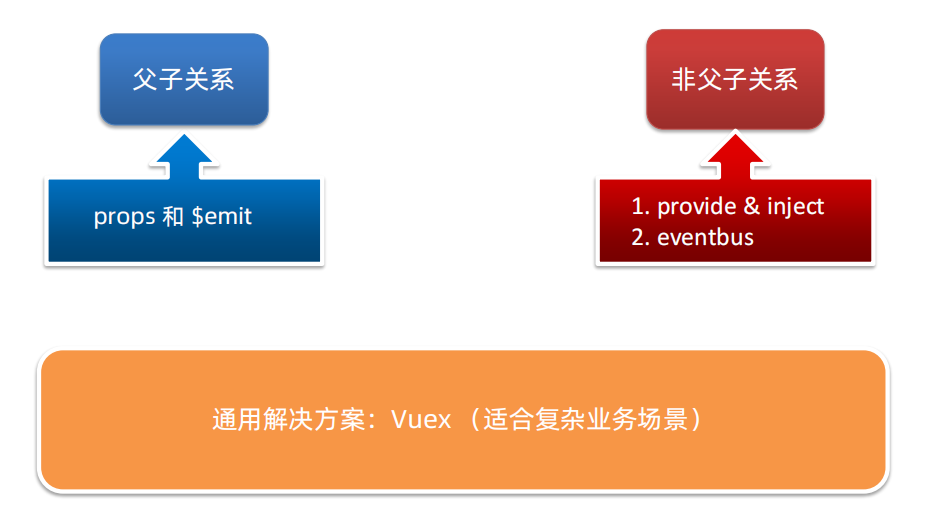 父子关系
非父子关系
props 和 $emit
1. provide & inject
2. eventbus
通用解决方案：Vuex （适合复杂业务场景）